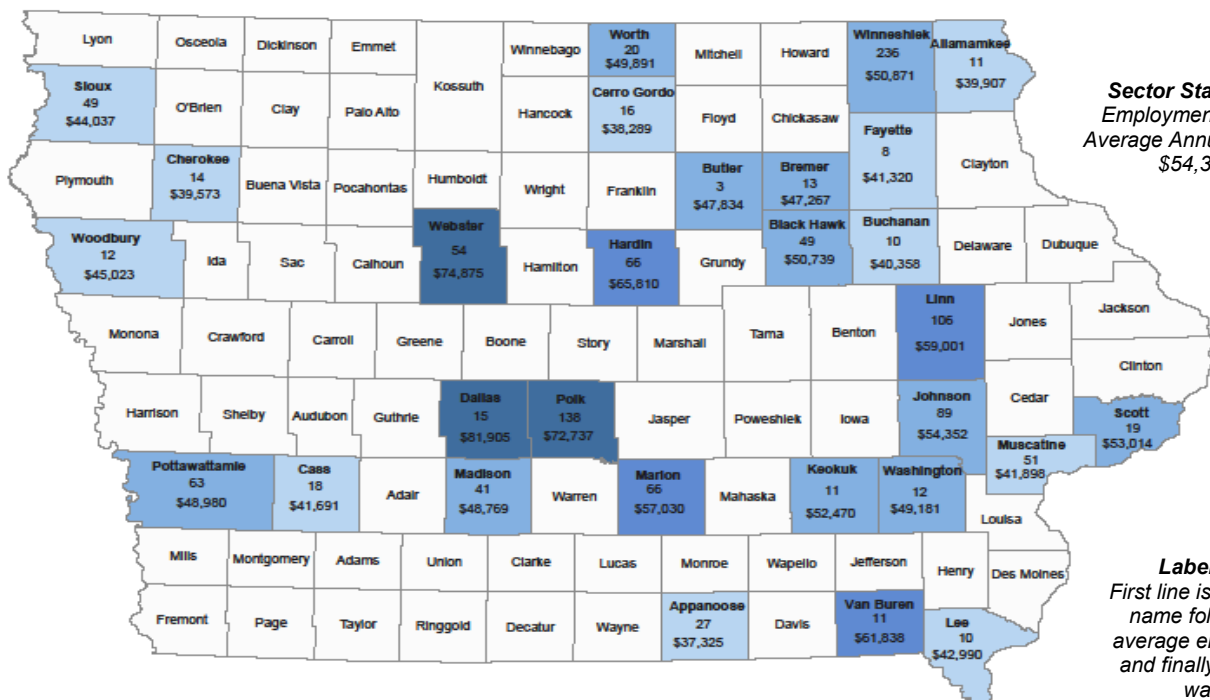 Lyon
Osceola
Dickinson
Emmet
Kossuth
Winnebago
Worth
20
$49,891
Mitchell
Howard
Winneshiek
236
$50,871
Allamamkee
11
$39,907
Sioux
49
$44,037
O'Brien
Clay
Palo Alto
Hancock
Cerro Gordo
16
$38,289
Floyd
Chickasaw
Fayette
8
$41,320
Clayton
Plymouth
Cherokee
14
$39,573
Buena Vista
Pocahontas
Humboldt
Wright
Franklin
Butler
3
$47,834
Bremer
13
$47,267
Woodbury
12
$45,023
Ida
Sac
Calhoun
Webster
54
$74,875
Hamilton
Hardin
66
$65,810
Grundy
Black Hawk
49
$50,739
Buchanan
10
$40,358
Delaware
Dubuque
Monona
Crawford
Carroll
Greene
Boone
Story
Marshall
Tama
Benton
Linn
106
$59,001
Jones
Jackson
Clinton
Harrison
Shelby
Audubon
Guthrie
Dallas
15
$81,905
Polk
138
$72,737
Jasper
Poweshiek
Iowa
Johnson
89
$54,352
Cedar
Scott
19
$53,014
Muscatine
51
$41,898
Pottawattamie
63
$48,980
Cass
18
$41,691
Adair
Madison
41
$48,769
Warren
Marion
66
$57,030
Mahaska
Keokuk
11
$52,470
Washington
12
$49,181
Louisa
Mills
Montgomery
Adams
Union
Clarke
Lucas
Monroe
Wapello
Jefferson
Henry
Des Moines
Fremont
Page
Taylor
Ringgold
Decatur
Wayne
Appanoose
27
$37,325
Davis
Van Buren
11
$61,838
Lee
10
$42,990
Sector Sta
Employmen
Average Annu
$54,3
Label
First line is
name fol
average e
and finally
wa